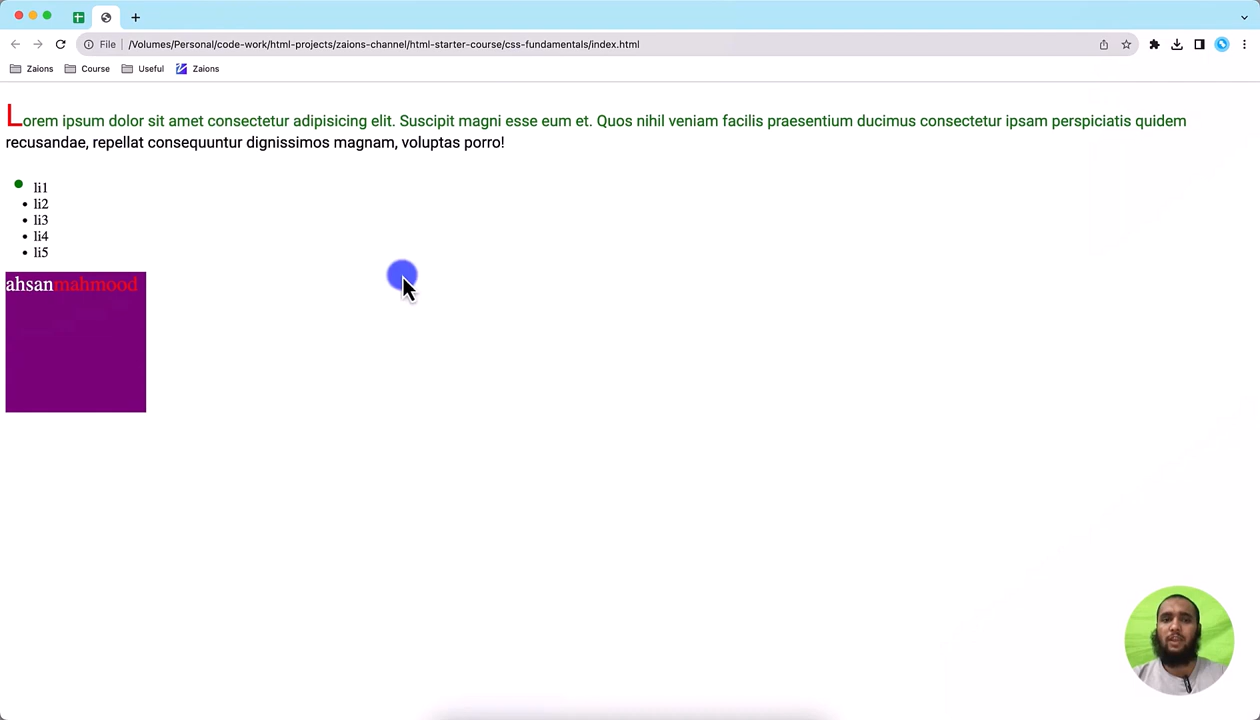 File
/Volumes/Personal/code-work/html-projects/zaions-channel/html-starter-course/css-fundamentals/index.html
Zaions Course Useful Zaions
Lorem ipsum dolor sit amet consectetur adipisicing elit. Suscipit magni esse eum et. Quos nihil veniam facilis praesentium ducimus consectetur ipsam perspiciatis quidem
recusandae, repellat consequuntur dignissimos magnam, voluptas porro!
li1
li2
li3
li4
li5
ahsanmahmood